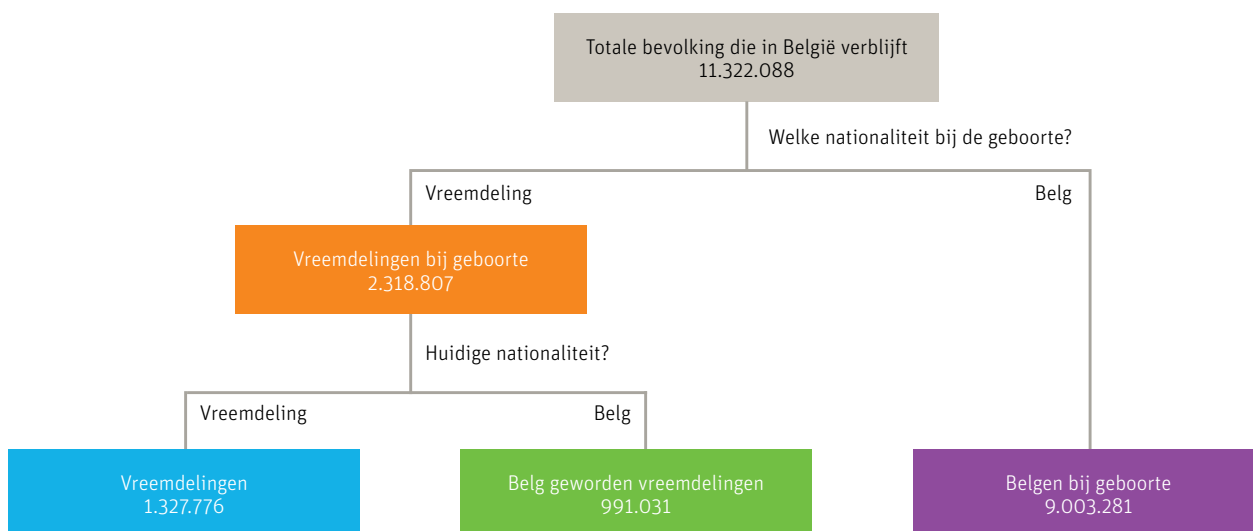 Totale bevolking die in België verblijft
11.322.088
Welke nationaliteit bij de geboorte?
Vreemdeling
Belg
Vreemdelingen bij geboorte
2.318.807
Huidige nationaliteit?
Vreemdeling
Belg
Vreemdelingen
1.327.776
Belg geworden vreemdelingen
991.031
Belgen bij geboorte
9.003.281